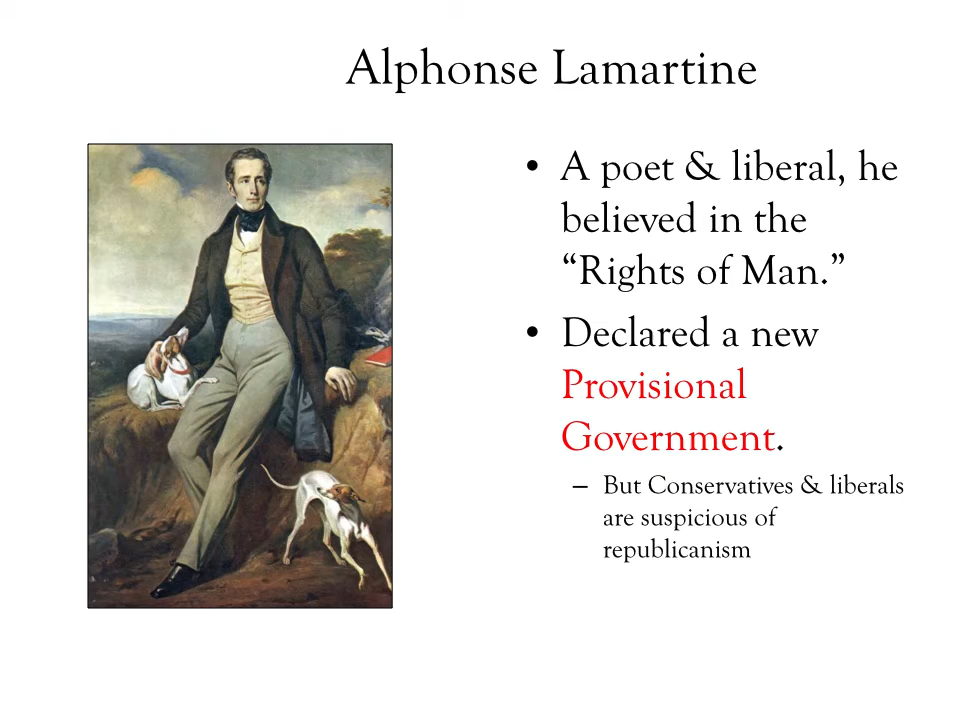 Alphonse Lamartine
• A poet & liberal, he
believed in the
“Rights of Man.”
• Declared a new
Provisional
Government.
– But Conservatives & liberals
are suspicious of
republicanism